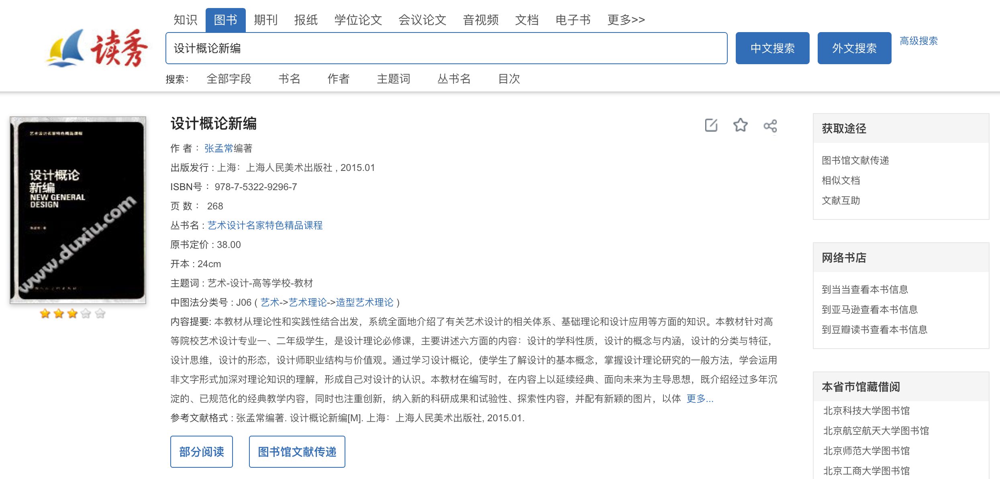 知识 图书 期刊 报纸 学位论文 会议论文 音视频 文档 电子书 更多>>
读秀
设计概论新编
中文搜索 外文搜索 高级搜索
搜索： 全部字段 书名 作者 主题词 丛书名 目次
艺术设计名家特色精品课程
设计概论
新编
NEW GENERAL
DESIGN
www.duxiu.com
设计概论新编
作 者 ： 张孟常编著
出版发行 : 上海：上海人民美术出版社 , 2015.01
ISBN号 ： 978-7-5322-9296-7
页 数 ： 268
丛书名 : 艺术设计名家特色精品课程
原书定价 : 38.00
开本 : 24cm
主题词 : 艺术-设计-高等学校-教材
中图法分类号 : J06 ( 艺术->艺术理论->造型艺术理论 )
内容提要: 本教材从理论性和实践性结合出发，系统全面地介绍了有关艺术设计的相关体系、基础理论和设计应用等方面的知识。本教材针对高
等院校艺术设计专业一、二年级学生，是设计理论必修课，主要讲述六方面的内容：设计的学科性质，设计的概念与内涵，设计的分类与特征，
设计思维，设计的形态，设计师职业结构与价值观。通过学习设计概论，使学生了解设计的基本概念，掌握设计理论研究的一般方法，学会运用
非文字形式加深对理论知识的理解，形成自己对设计的认识。本教材在编写时，在内容上以延续经典、面向未来为主导思想，既介绍经过多年沉
淀的、已规范化的经典教学内容，同时也注重创新，纳入新的科研成果和试验性、探索性内容，并配有新颖的图片，以体 更多...
参考文献格式 : 张孟常编著. 设计概论新编[M]. 上海：上海人民美术出版社, 2015.01.
部分阅读 图书馆文献传递
获取途径
图书馆文献传递
相似文档
文献互助
网络书店
到当当查看本书信息
到亚马逊查看本书信息
到豆瓣读书查看本书信息
本省市馆藏借阅
北京科技大学图书馆
北京航空航天大学图书馆
北京师范大学图书馆
北京工商大学图书馆